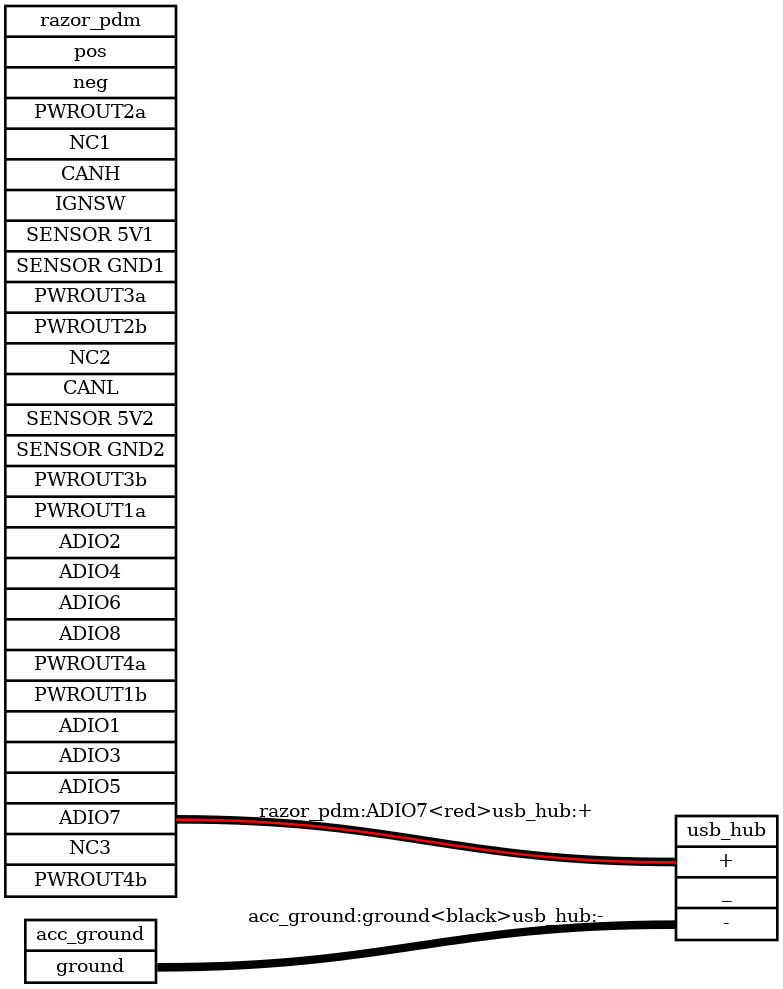 razor_pdm
pos
neg
PWROUT2a
NC1
CANH
IGNSW
SENSOR 5V1
SENSOR GND1
PWROUT3a
PWROUT2b
NC2
CANL
SENSOR 5V2
SENSOR GND2
PWROUT3b
PWROUT1a
ADIO2
ADIO4
ADIO6
ADIO8
PWROUT4a
PWROUT1b
ADIO1
ADIO3
ADIO5
ADIO7
NC3
PWROUT4b
razor_pdm:ADIO7<red>usb_hub:+
usb_hub
+
_
-
acc_ground:ground<black>usb_hub:-
acc_ground
ground